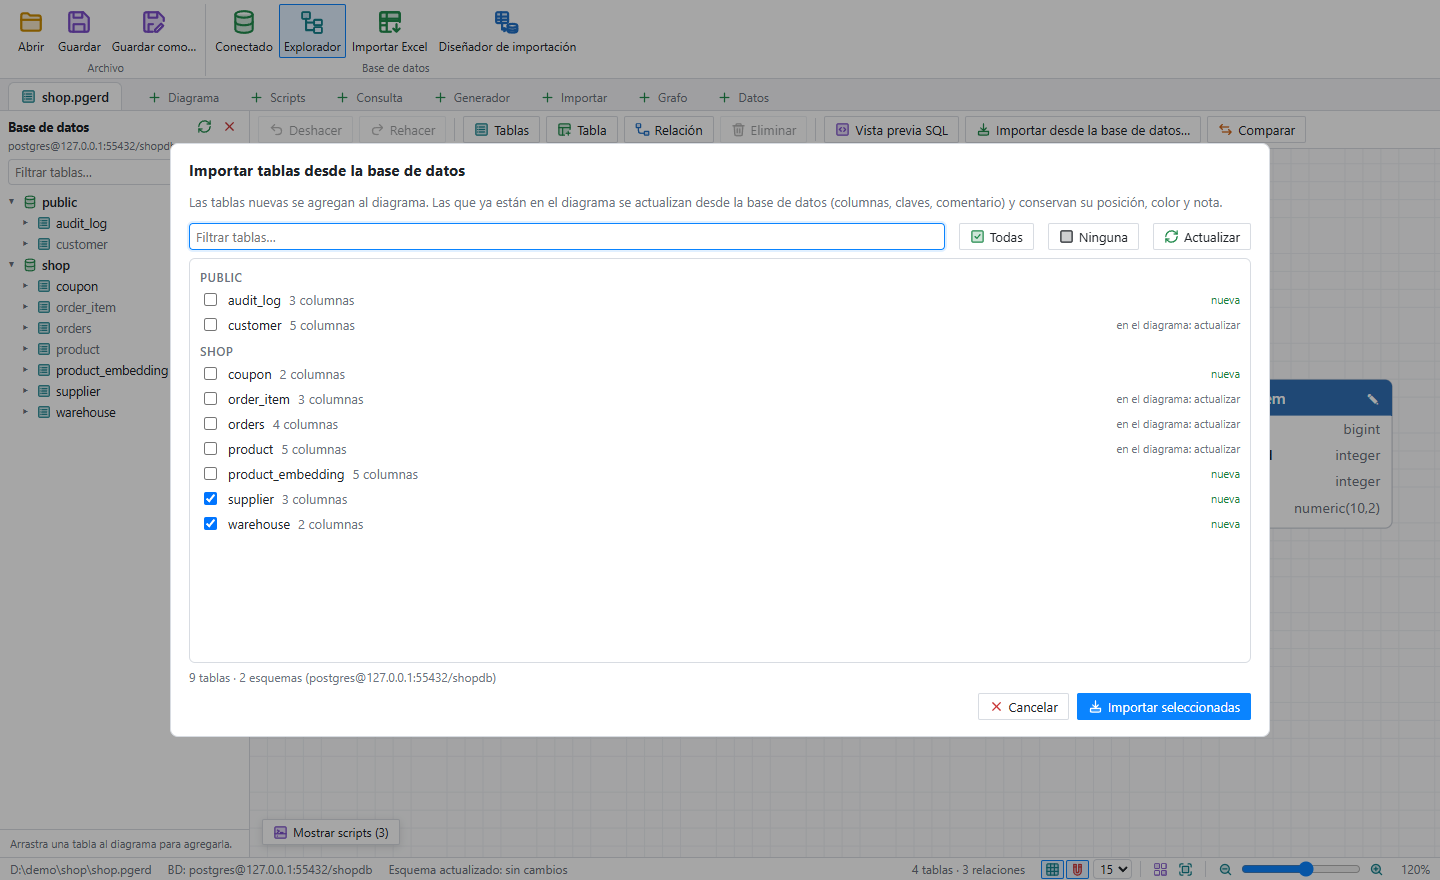 Abrir
Guardar
Guardar como...
Archivo
Conectado
Explorador
Importar Excel
Diseñador de importación
Base de datos
shop.pgerd
Diagrama
Scripts
Consulta
Generador
Importar
Grafo
Datos
Base de datos
postgres@127.0.0.1:55432/shopdb
Deshacer
Rehacer
Tablas
Tabla
Relación
Eliminar
Vista previa SQL
Importar desde la base de datos...
Comparar
Filtrar tablas...
public
audit_log
customer
shop
coupon
order_item
orders
product
product_embedding
supplier
warehouse
Importar tablas desde la base de datos
Las tablas nuevas se agregan al diagrama. Las que ya están en el diagrama se actualizan desde la base de datos (columnas, claves, comentario) y conservan su posición, color y nota.
Filtrar tablas...
Todas
Ninguna
Actualizar
PUBLIC
audit_log 3 columnas nueva
customer 5 columnas en el diagrama: actualizar
SHOP
coupon 2 columnas nueva
order_item 3 columnas en el diagrama: actualizar
orders 4 columnas en el diagrama: actualizar
product 5 columnas en el diagrama: actualizar
product_embedding 5 columnas nueva
supplier 3 columnas nueva
warehouse 2 columnas nueva
9 tablas · 2 esquemas (postgres@127.0.0.1:55432/shopdb)
Cancelar
Importar seleccionadas
em
bigint
integer
integer
numeric(10,2)
Mostrar scripts (3)
Arrastra una tabla al diagrama para agregarla.
D:\demo\shop\shop.pgerd
BD: postgres@127.0.0.1:55432/shopdb
Esquema actualizado: sin cambios
4 tablas · 3 relaciones
15
120%